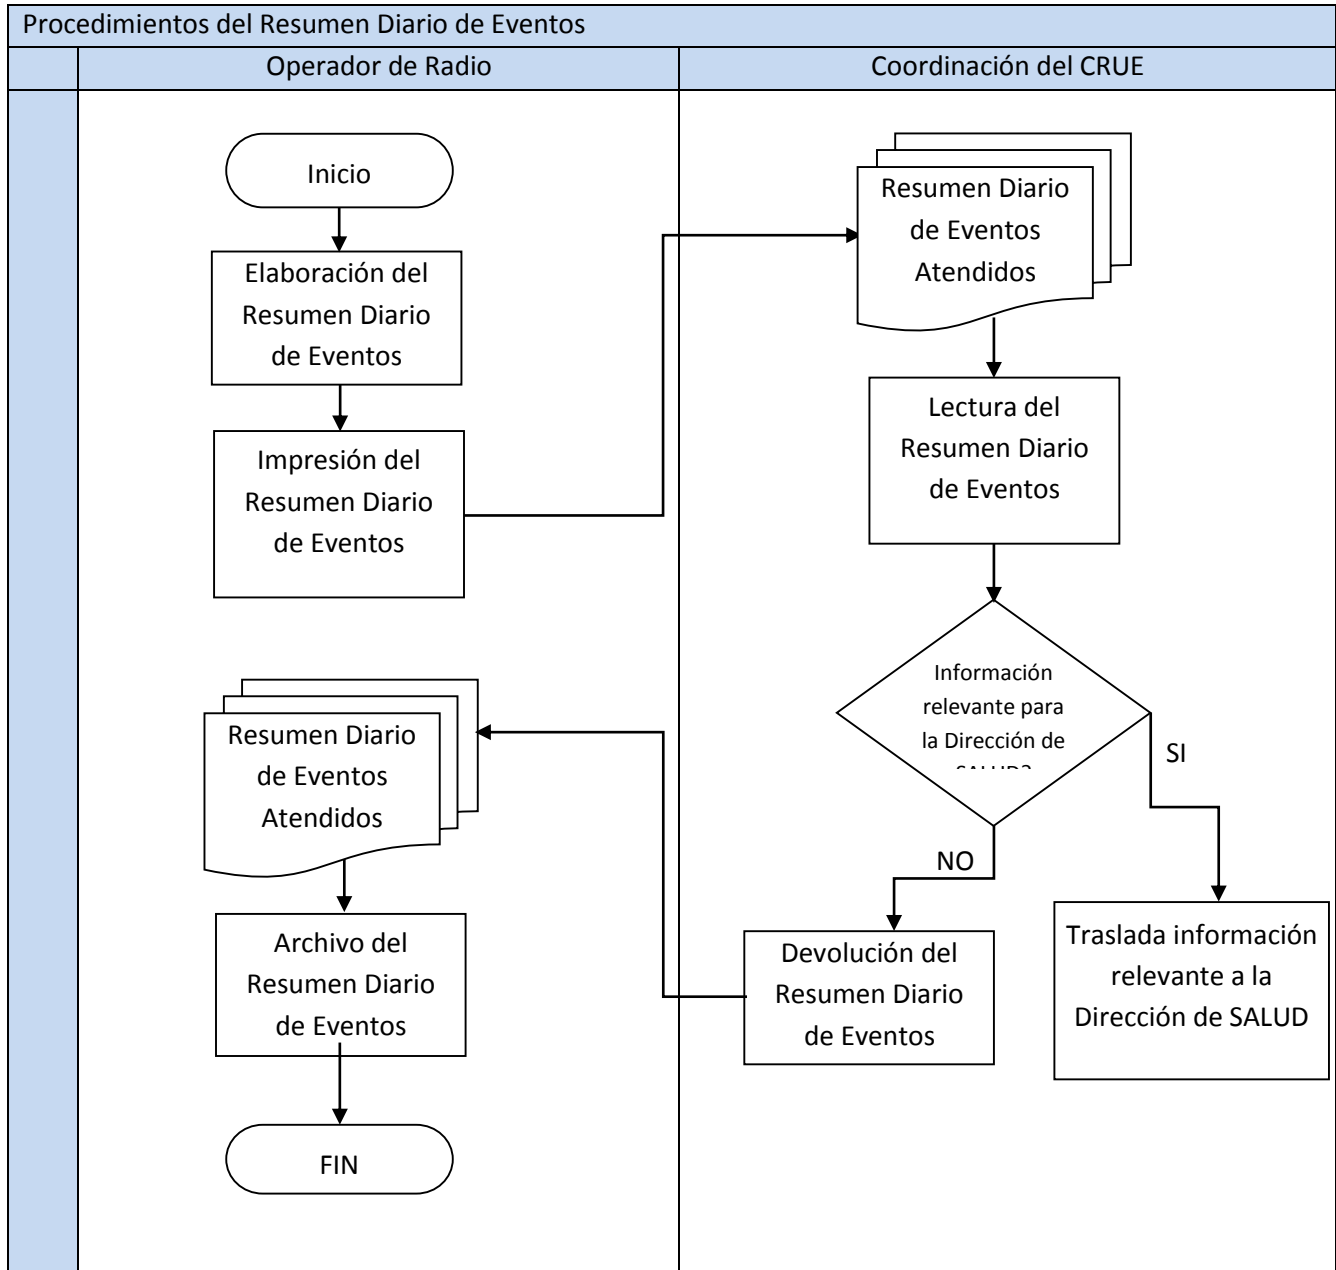 Procedimientos del Resumen Diario de Eventos
Operador de Radio
Coordinación del CRUE
Inicio
Elaboración del
Resumen Diario
de Eventos
Impresión del
Resumen Diario
de Eventos
Resumen Diario
de Eventos
Atendidos
Lectura del
Resumen Diario
de Eventos
Información
relevante para
la Dirección de
SALUD?
SI
NO
Traslada información
relevante a la
Dirección de SALUD
Devolución del
Resumen Diario
de Eventos
Resumen Diario
de Eventos
Atendidos
Archivo del
Resumen Diario
de Eventos
FIN